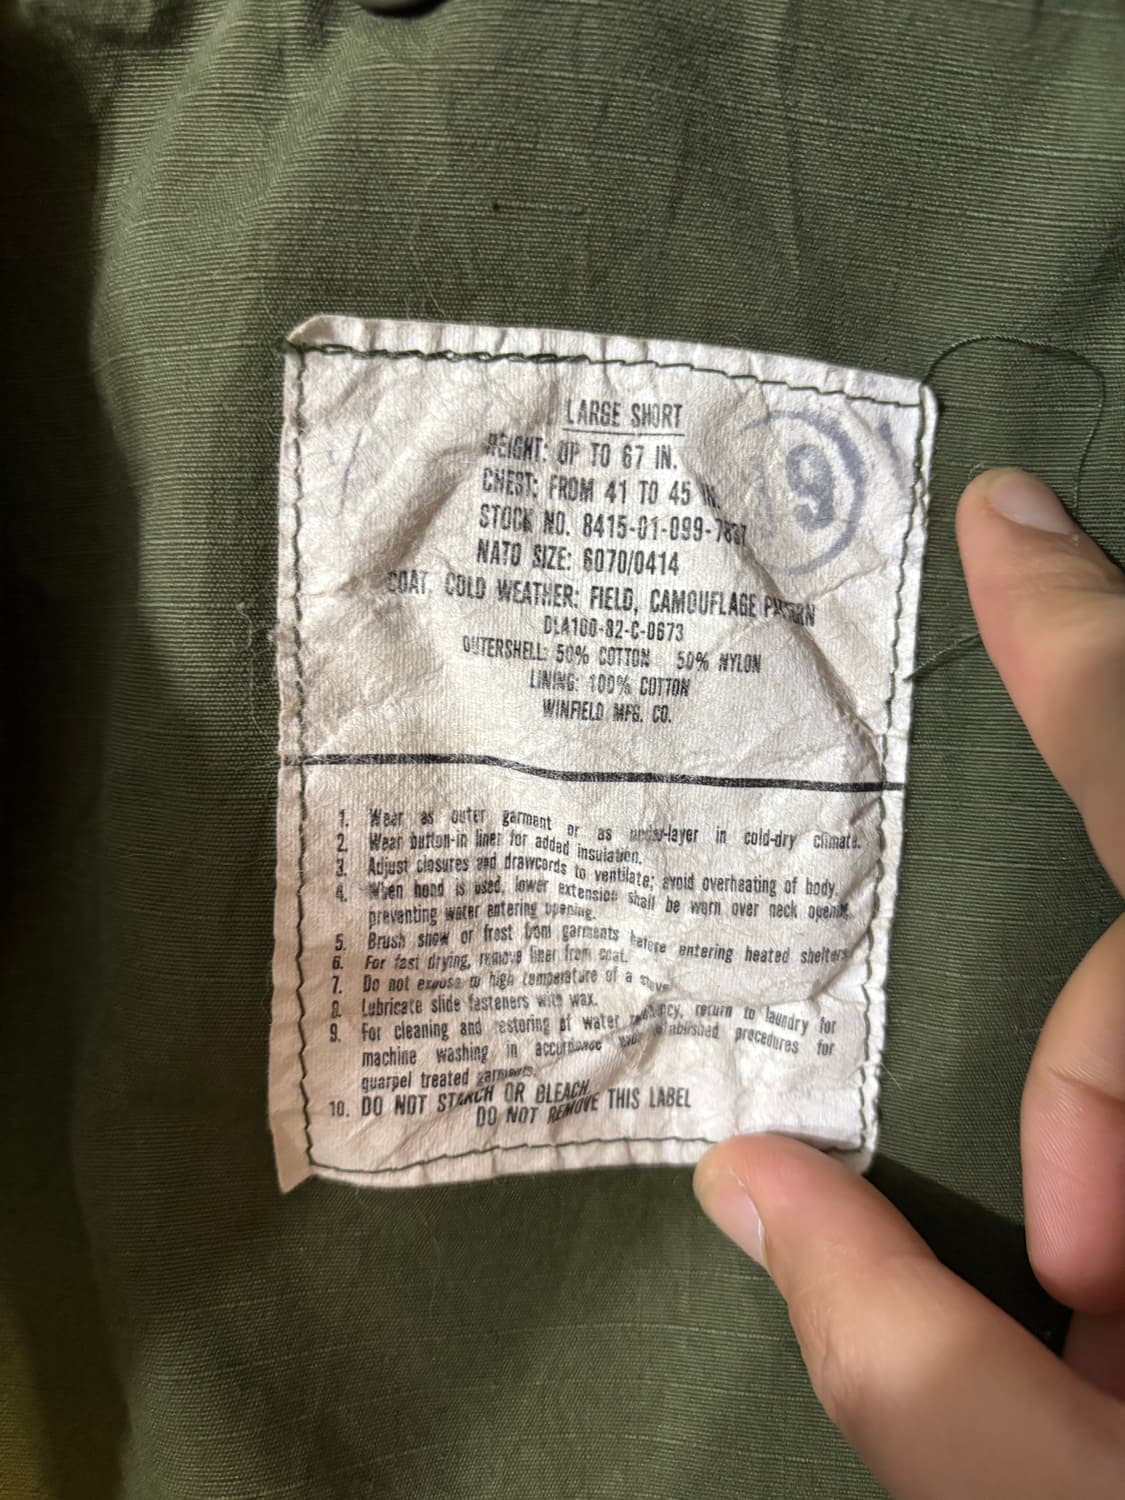 LARGE SHORT
HEIGHT: UP TO 67 IN.
CHEST: FROM 41 TO 45 IN.
9
STOCK NO. 8415-01-099-7837
NATO SIZE: 6070/0414
COAT, COLD WEATHER: FIELD, CAMOUFLAGE PATTERN
DLA100-82-C-0673
OUTERSHELL: 50% COTTON 50% NYLON
LINING: 100% COTTON
WINFIELD MFG. CO.
1. Wear as outer garment or as under-layer in cold-dry climate.
2. Wear button-in liner for added insulation.
3. Adjust closures and drawcords to ventilate; avoid overheating of body.
4. When hood is used, lower extension shall be worn over neck opening,
preventing water entering opening.
5. Brush snow or frost from garments before entering heated shelters.
6. For fast drying, remove liner from coat.
7. Do not expose to high temperature of a stove.
8. Lubricate slide fasteners with wax.
9. For cleaning and restoring of water repellency, return to laundry for
machine washing in accordance with established procedures for
quarpel treated garments.
10. DO NOT STARCH OR BLEACH.
DO NOT REMOVE THIS LABEL